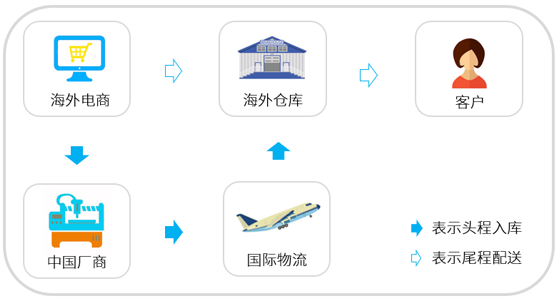 海外电商
海外仓库
客户
中国厂商
国际物流
表示头程入库
表示尾程配送